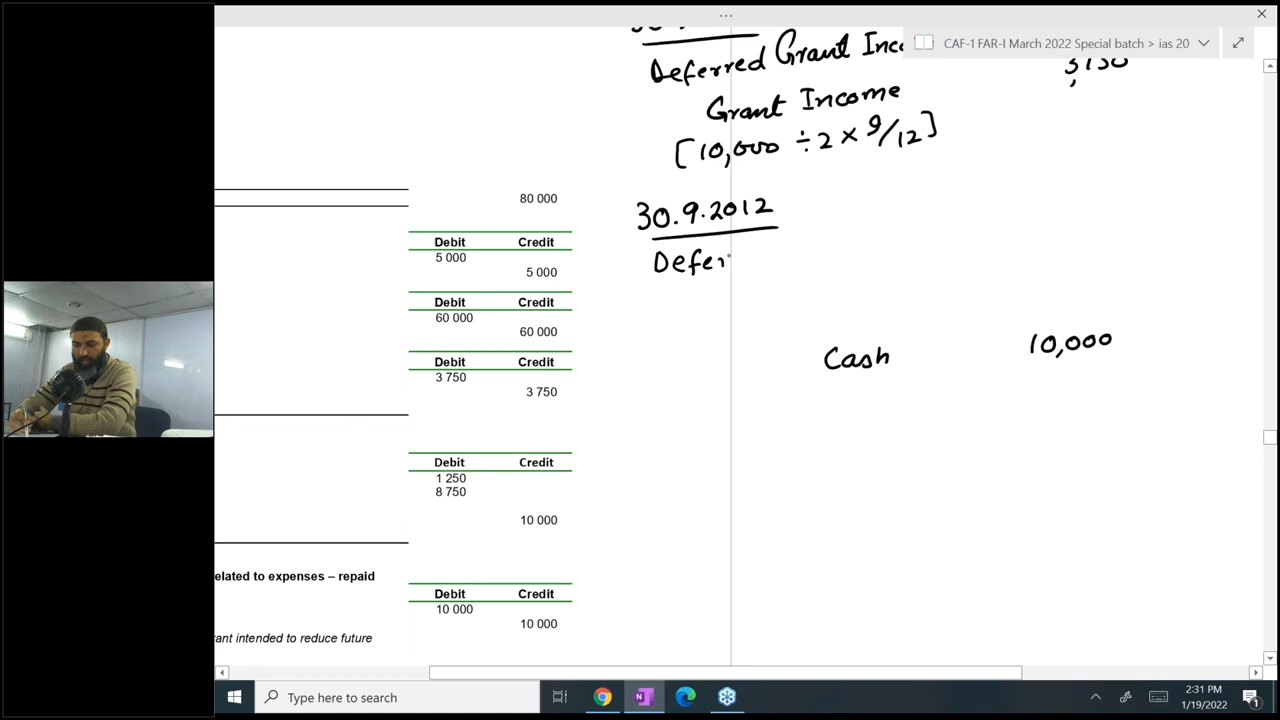 CAF-1 FAR-I March 2022 Special batch > ias 20
Deferred Grant Inco
Grant Income
[10,000 ÷ 2 × 9/12]
80 000
30.9.2012
Debit Credit
5 000
5 000
Defer
Debit Credit
60 000
60 000
Cash 10,000
Debit Credit
3 750
3 750
Debit Credit
1 250
8 750
10 000
elated to expenses – repaid
Debit Credit
10 000
10 000
rant intended to reduce future
Type here to search
2:31 PM
1/19/2022
1